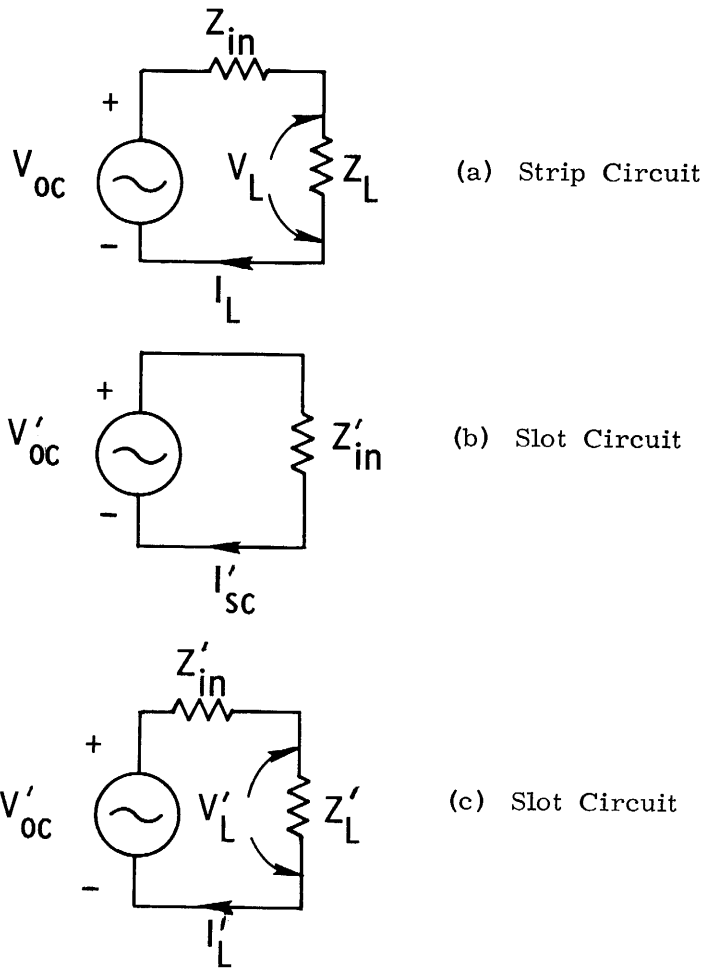 Z_in
+
V_oc
V_L
Z_L
(a) Strip Circuit
−
I_L
+
V′_oc
Z′_in
(b) Slot Circuit
−
I′_sc
Z′_in
+
V′_oc
V′_L
Z′_L
(c) Slot Circuit
−
I′_L